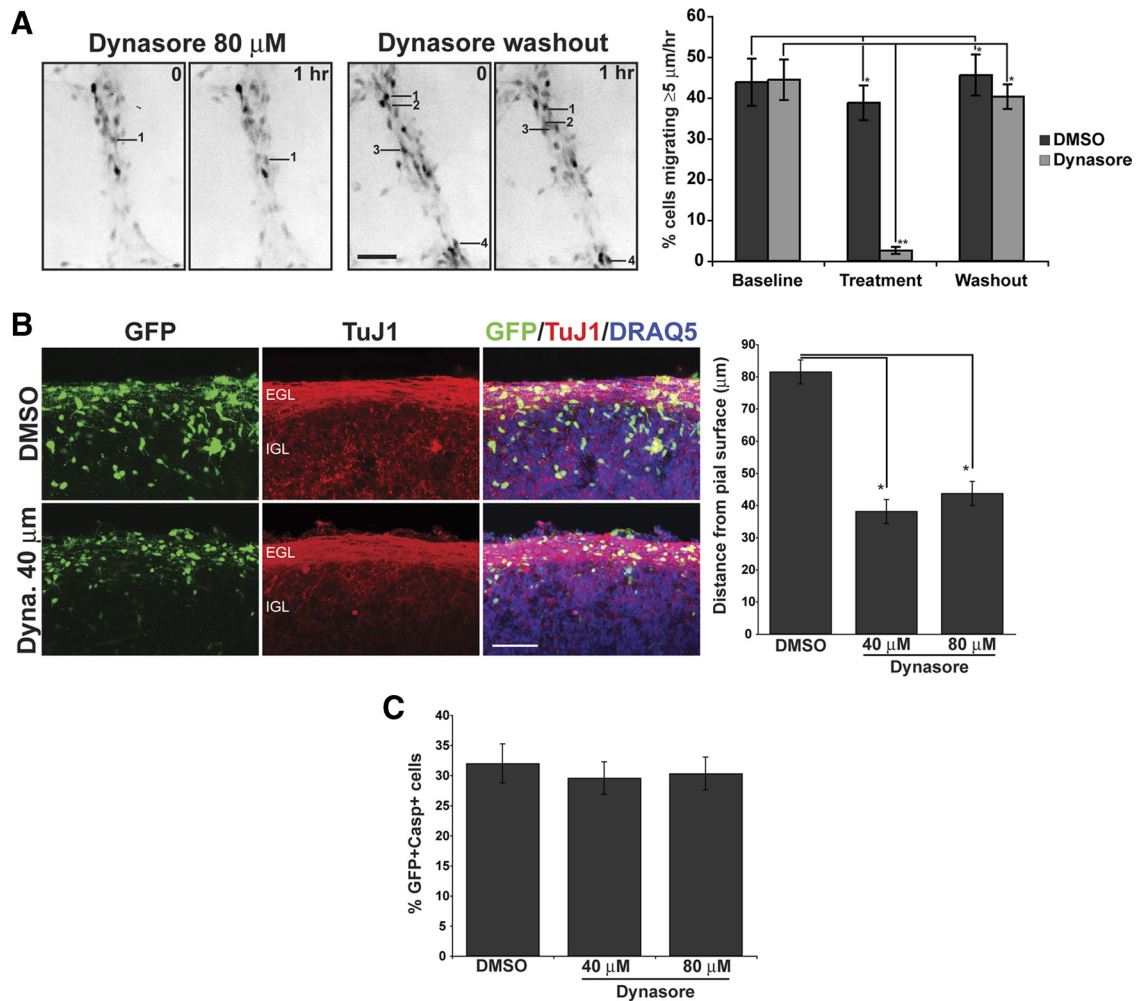 A
Dynasore 80 μM
Dynasore washout
0
1 hr
0
1 hr
1
1
1
2
3
4
1
2
3
4
% cells migrating ≥5 μm/hr
60
50
40
30
20
10
0
*
**
*
*
DMSO
Dynasore
Baseline
Treatment
Washout
B
GFP
TuJ1
GFP/TuJ1/DRAQ5
DMSO
EGL
IGL
Dyna. 40 μm
EGL
IGL
Distance from pial surface (μm)
90
80
70
60
50
40
30
20
10
0
*
*
DMSO
40 μM
80 μM
Dynasore
C
% GFP+Casp+ cells
40
35
30
25
20
15
10
5
0
DMSO
40 μM
80 μM
Dynasore